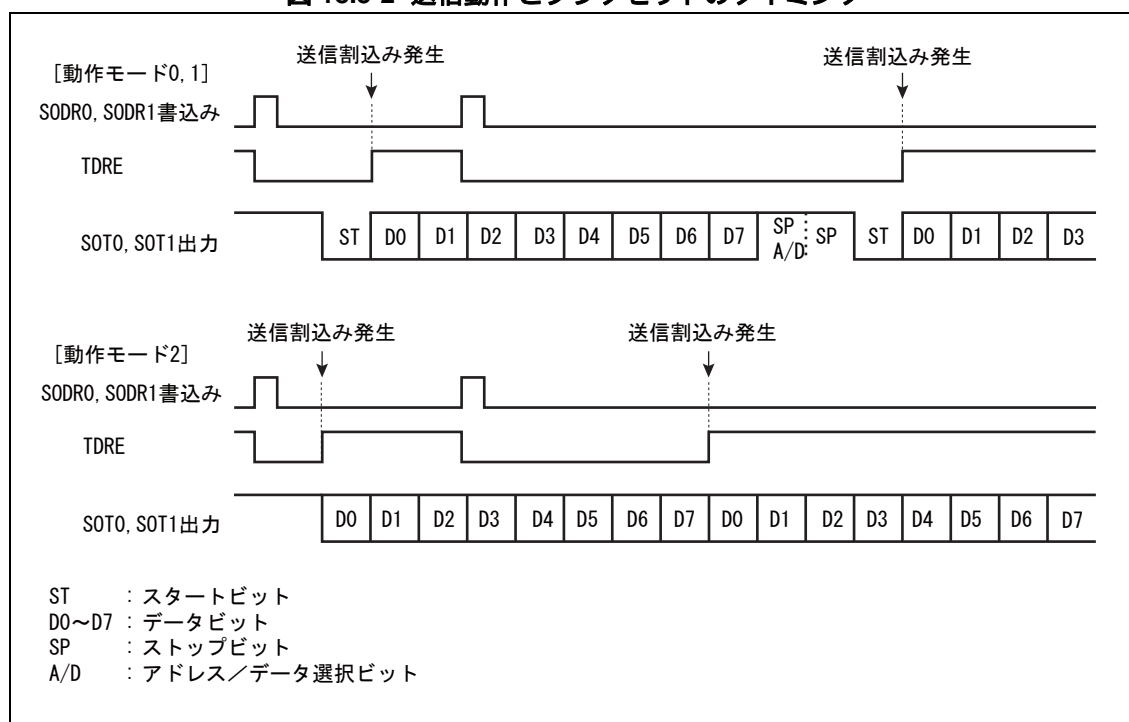 送信割込み発生 送信割込み発生
[動作モード0,1]
SODR0,SODR1書込み
TDRE
SOT0,SOT1出力 ST D0 D1 D2 D3 D4 D5 D6 D7 SP A/D SP ST D0 D1 D2 D3
送信割込み発生 送信割込み発生
[動作モード2]
SODR0,SODR1書込み
TDRE
SOT0,SOT1出力 D0 D1 D2 D3 D4 D5 D6 D7 D0 D1 D2 D3 D4 D5 D6 D7
ST :スタートビット
D0~D7 :データビット
SP :ストップビット
A/D :アドレス/データ選択ビット